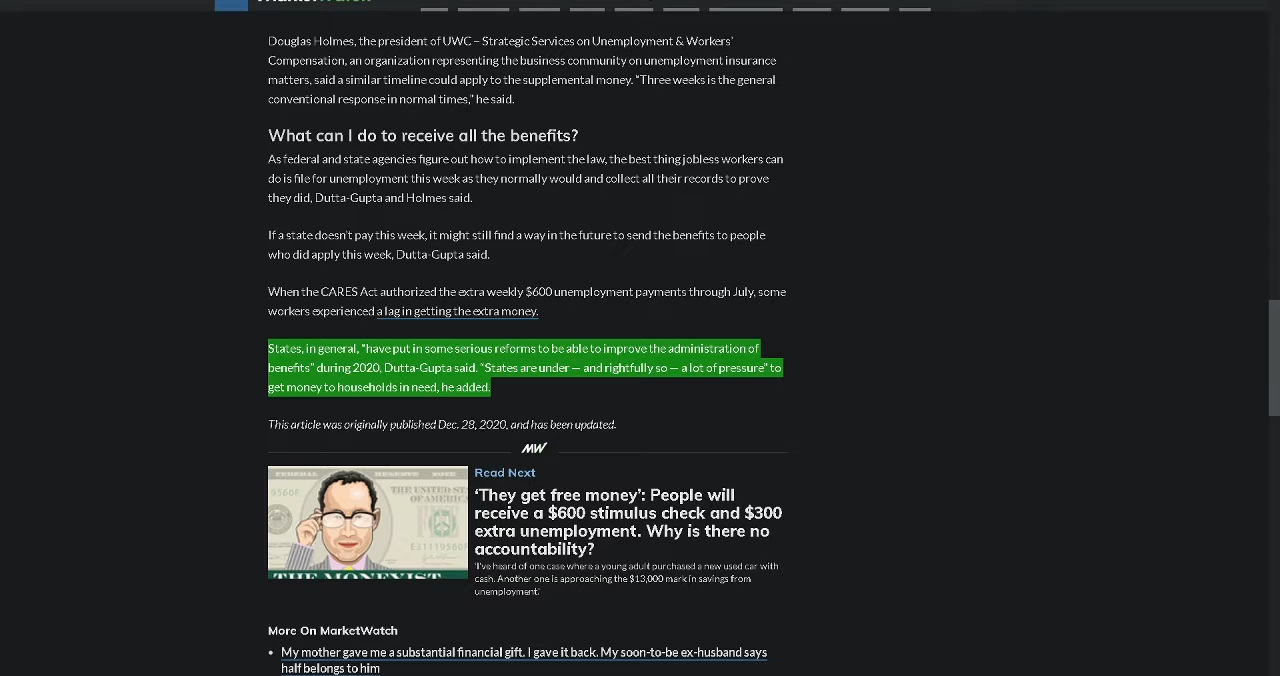 Douglas Holmes, the president of UWC – Strategic Services on Unemployment & Workers’
Compensation, an organization representing the business community on unemployment insurance
matters, said a similar timeline could apply to the supplemental money. “Three weeks is the general
conventional response in normal times,” he said.
What can I do to receive all the benefits?
As federal and state agencies figure out how to implement the law, the best thing jobless workers can
do is file for unemployment this week as they normally would and collect all their records to prove
they did, Dutta-Gupta and Holmes said.
If a state doesn’t pay this week, it might still find a way in the future to send the benefits to people
who did apply this week, Dutta-Gupta said.
When the CARES Act authorized the extra weekly $600 unemployment payments through July, some
workers experienced a lag in getting the extra money.
States, in general, “have put in some serious reforms to be able to improve the administration of
benefits” during 2020, Dutta-Gupta said. “States are under — and rightfully so — a lot of pressure” to
get money to households in need, he added.
This article was originally published Dec. 28, 2020, and has been updated.
MW
FEDERAL RESERVE NOTE
9560F
THE UNITED ST
OF AMERICA
E31119560F
THE MONEYIST
Read Next
‘They get free money’: People will
receive a $600 stimulus check and $300
extra unemployment. Why is there no
accountability?
‘I’ve heard of one case where a young adult purchased a new used car with
cash. Another one is approaching the $13,000 mark in savings from
unemployment.’
More On MarketWatch
• My mother gave me a substantial financial gift. I gave it back. My soon-to-be ex-husband says
half belongs to him